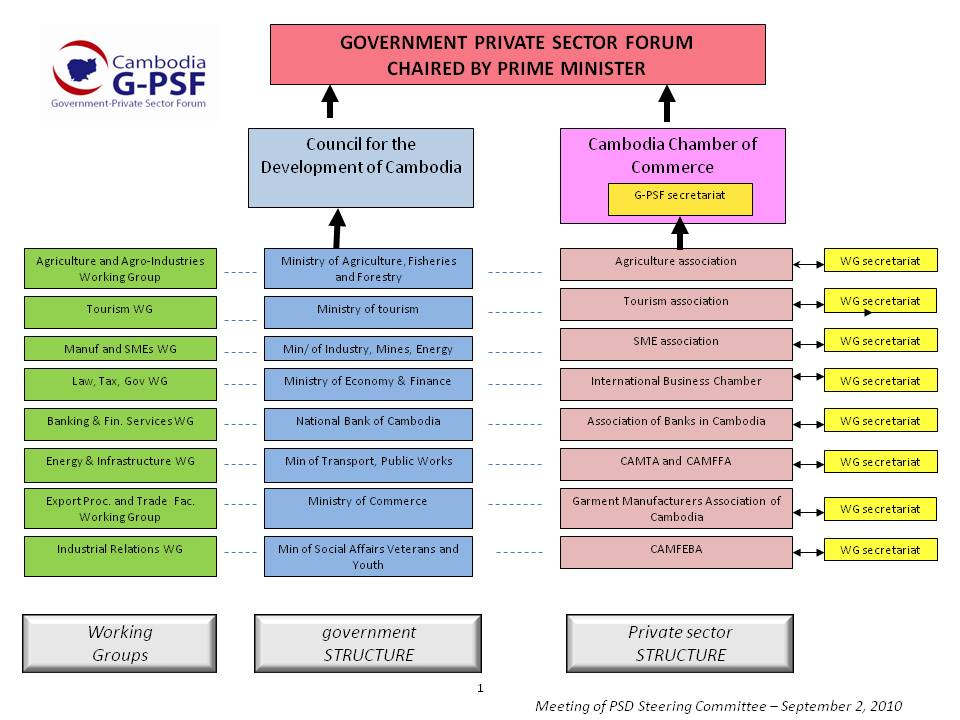 GOVERNMENT PRIVATE SECTOR FORUM
CHAIRED BY PRIME MINISTER
Cambodia
G-PSF
Government-Private Sector Forum
Council for the
Development of Cambodia
Cambodia Chamber of
Commerce
G-PSF secretariat
Agriculture and Agro-Industries
Working Group
Ministry of Agriculture, Fisheries
and Forestry
Agriculture association
WG secretariat
Tourism WG
Ministry of tourism
Tourism association
WG secretariat
Manuf and SMEs WG
Min/ of Industry, Mines, Energy
SME association
WG secretariat
Law, Tax, Gov WG
Ministry of Economy & Finance
International Business Chamber
WG secretariat
Banking & Fin. Services WG
National Bank of Cambodia
Association of Banks in Cambodia
WG secretariat
Energy & Infrastructure WG
Min of Transport, Public Works
CAMTA and CAMFFA
WG secretariat
Export Proc. and Trade Fac.
Working Group
Ministry of Commerce
Garment Manufacturers Association of
Cambodia
WG secretariat
Industrial Relations WG
Min of Social Affairs Veterans and
Youth
CAMFEBA
WG secretariat
Working
Groups
government
STRUCTURE
Private sector
STRUCTURE
1
Meeting of PSD Steering Committee – September 2, 2010